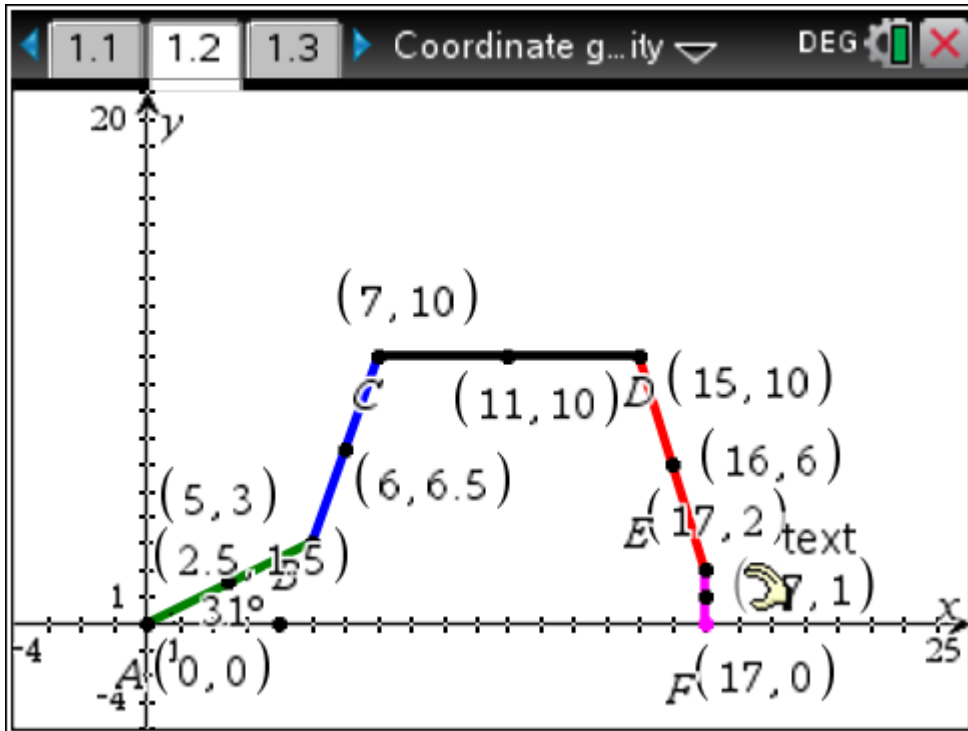 1.1 1.2 1.3 Coordinate g...ity DEG
20 y
(7, 10)
C
(11, 10) D (15, 10)
(6, 6.5) (16, 6)
(5, 3) E (17, 2)
text
(2.5, 1.5) B
1 31° 7, 1) x
-4 1 25
A (0, 0) F (17, 0)
-4